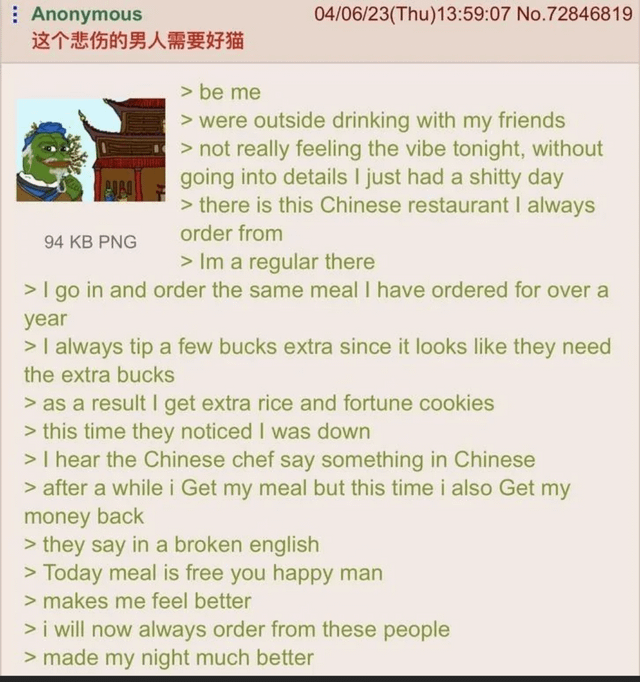 Anonymous 04/06/23(Thu)13:59:07 No.72846819
这个悲伤的男人需要好猫
> be me
> were outside drinking with my friends
> not really feeling the vibe tonight, without
going into details I just had a shitty day
> there is this Chinese restaurant I always
order from
94 KB PNG
> Im a regular there
> I go in and order the same meal I have ordered for over a
year
> I always tip a few bucks extra since it looks like they need
the extra bucks
> as a result I get extra rice and fortune cookies
> this time they noticed I was down
> I hear the Chinese chef say something in Chinese
> after a while i Get my meal but this time i also Get my
money back
> they say in a broken english
> Today meal is free you happy man
> makes me feel better
> i will now always order from these people
> made my night much better